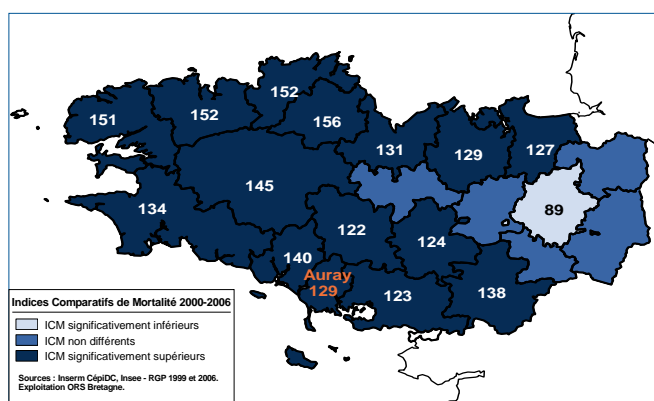 152
151
152
156
131
129
127
145
89
134
122
124
140
Auray
129
123
138
Indices Comparatifs de Mortalité 2000-2006
ICM significativement inférieurs
ICM non différents
ICM significativement supérieurs
Sources : Inserm CépiDC, Insee - RGP 1999 et 2006.
Exploitation ORS Bretagne.